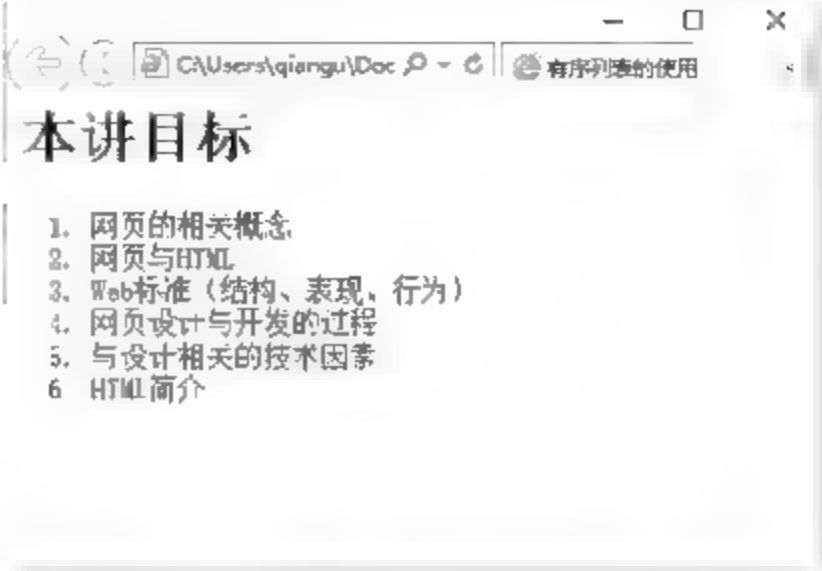 C:\Users\qiangu\Doc 有序列表的使用
本讲目标
1. 网页的相关概念
2. 网页与HTML
3. Web标准（结构、表现、行为）
4. 网页设计与开发的过程
5. 与设计相关的技术因素
6 HTML简介